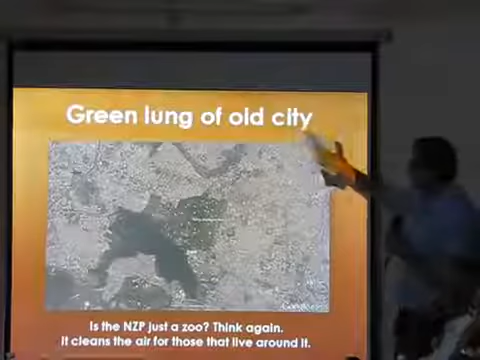 Green lung of old city
Google
Is the NZP just a zoo? Think again.
It cleans the air for those that live around it.